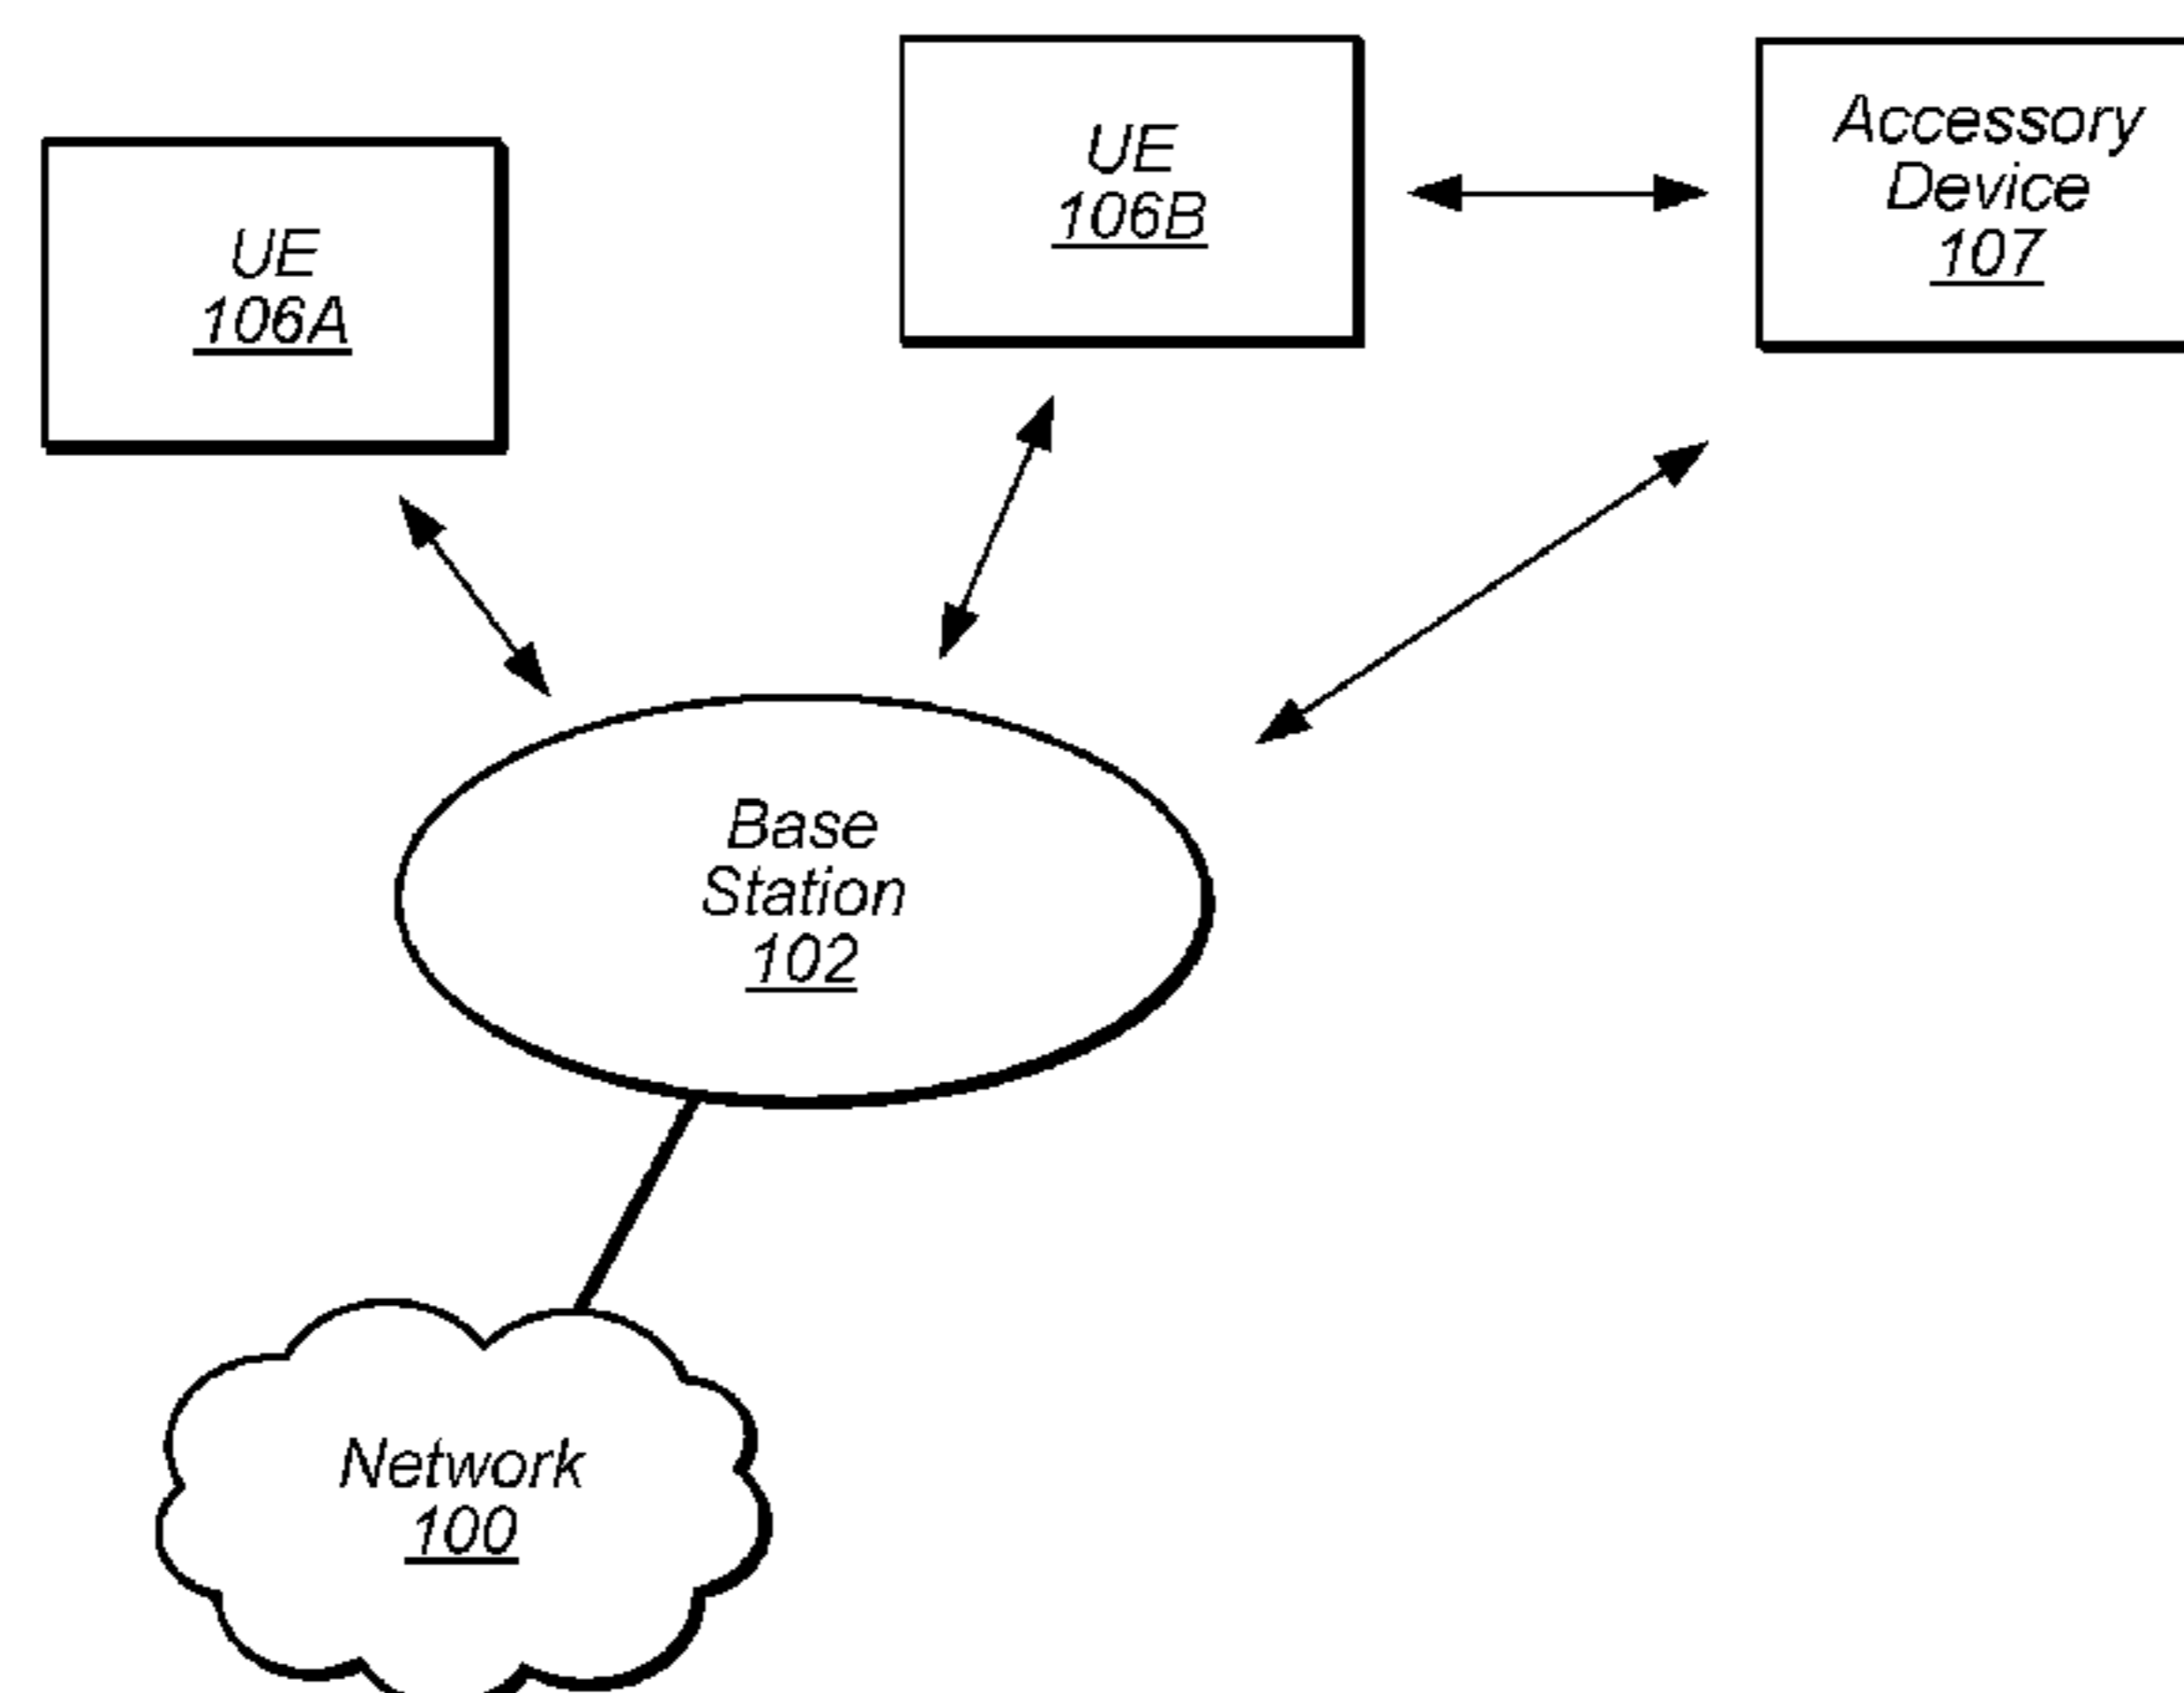 UE
106A
UE
106B
Accessory
Device
107
Base
Station
102
Network
100